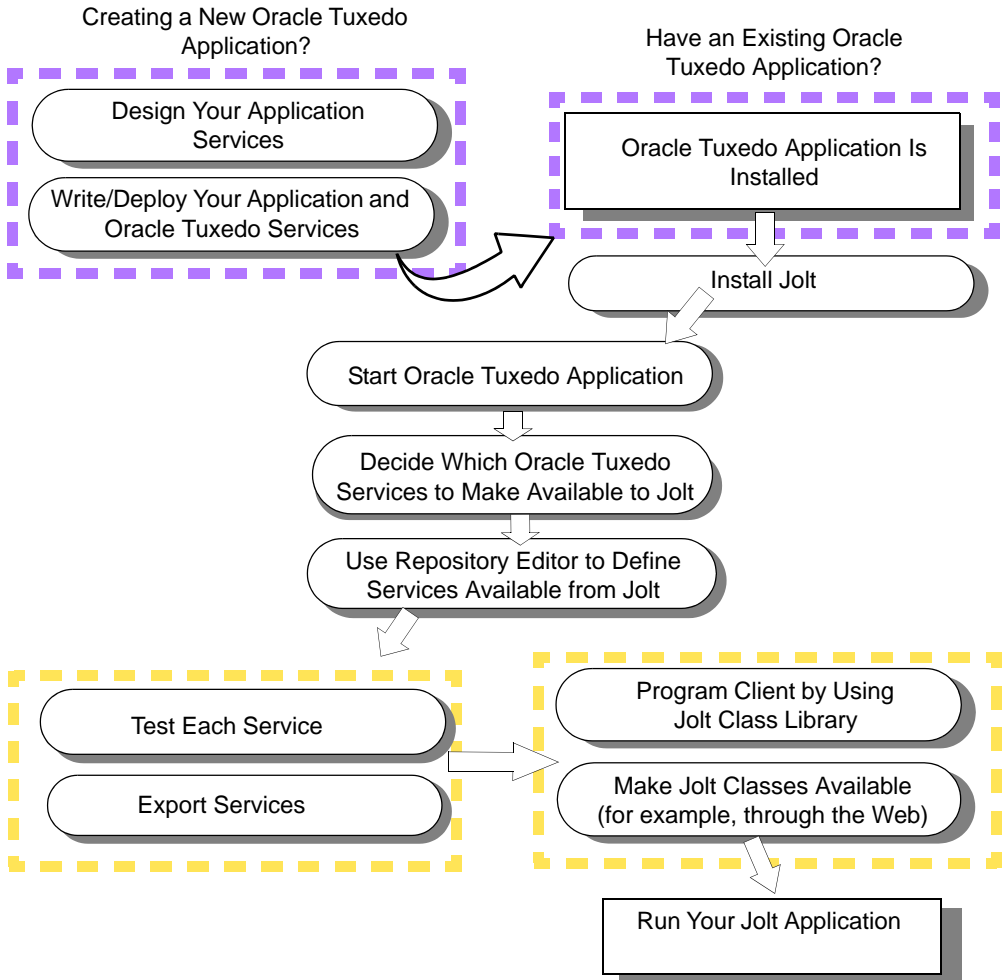 Creating a New Oracle Tuxedo
Application?
Have an Existing Oracle
Tuxedo Application?
Design Your Application
Services
Write/Deploy Your Application and
Oracle Tuxedo Services
Oracle Tuxedo Application Is
Installed
Install Jolt
Start Oracle Tuxedo Application
Decide Which Oracle Tuxedo
Services to Make Available to Jolt
Use Repository Editor to Define
Services Available from Jolt
Test Each Service
Export Services
Program Client by Using
Jolt Class Library
Make Jolt Classes Available
(for example, through the Web)
Run Your Jolt Application